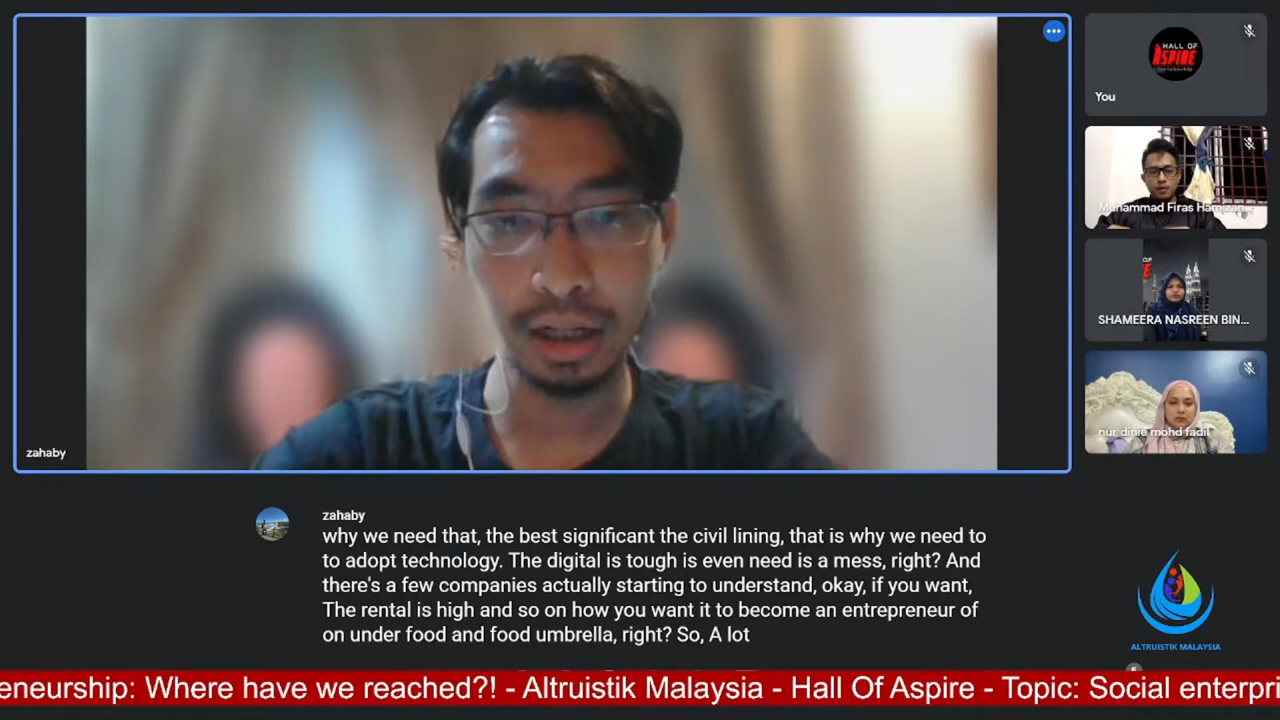 HALL OF
ASPIRE
You
Muhammad Firas Hamizan...
SHAMEERA NASREEN BIN...
nur dinie mohd fadil
zahaby
zahaby
why we need that, the best significant the civil lining, that is why we need to
to adopt technology. The digital is tough is even need is a mess, right? And
there's a few companies actually starting to understand, okay, if you want,
The rental is high and so on how you want it to become an entrepreneur of
on under food and food umbrella, right? So, A lot
ALTRUISTIK MALAYSIA
eneurship: Where have we reached?! - Altruistik Malaysia - Hall Of Aspire - Topic: Social enterpri